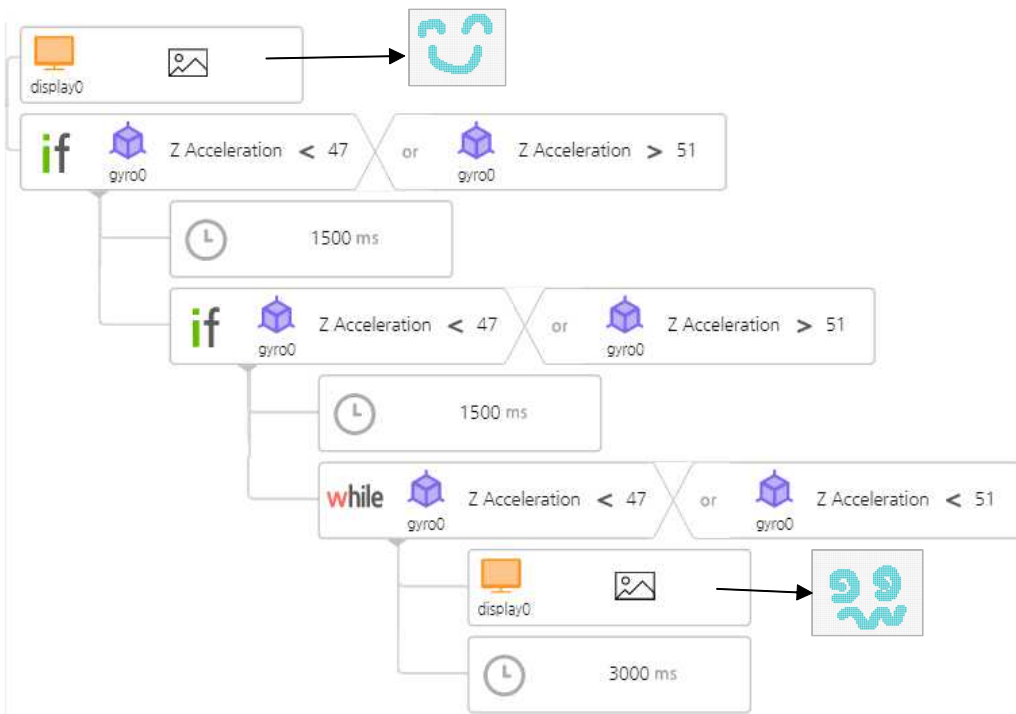 display0
if gyro0 Z Acceleration < 47 or gyro0 Z Acceleration > 51
1500 ms
if gyro0 Z Acceleration < 47 or gyro0 Z Acceleration > 51
1500 ms
while gyro0 Z Acceleration < 47 or gyro0 Z Acceleration < 51
display0
3000 ms